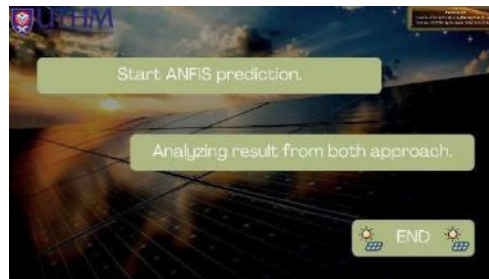 UTHM
Start ANFIS prediction.
Analyzing result from both approach.
END